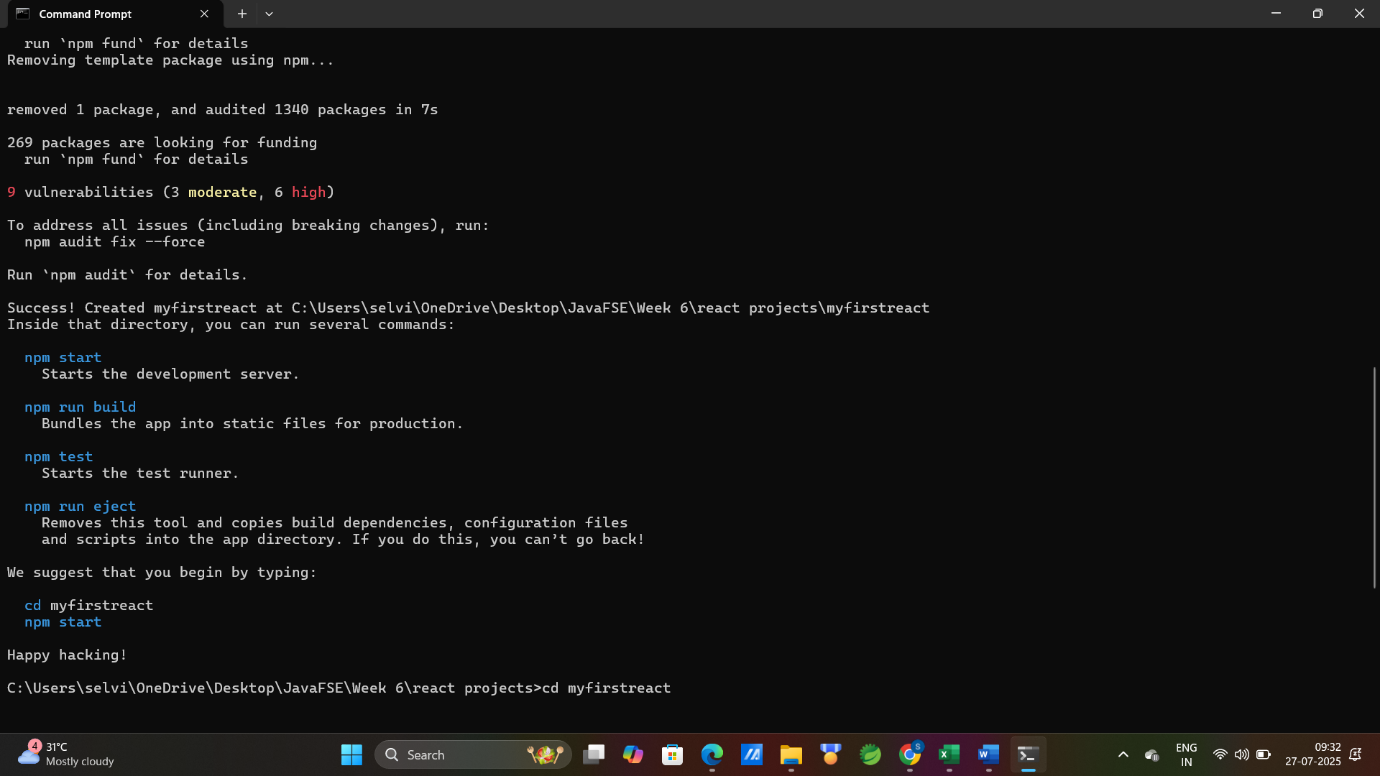 Command Prompt
run `npm fund` for details
Removing template package using npm...
removed 1 package, and audited 1340 packages in 7s
269 packages are looking for funding
run `npm fund` for details
9 vulnerabilities (3 moderate, 6 high)
To address all issues (including breaking changes), run:
npm audit fix --force
Run `npm audit` for details.
Success! Created myfirstreact at C:\Users\selvi\OneDrive\Desktop\JavaFSE\Week 6\react projects\myfirstreact
Inside that directory, you can run several commands:
npm start
Starts the development server.
npm run build
Bundles the app into static files for production.
npm test
Starts the test runner.
npm run eject
Removes this tool and copies build dependencies, configuration files
and scripts into the app directory. If you do this, you can't go back!
We suggest that you begin by typing:
cd myfirstreact
npm start
Happy hacking!
C:\Users\selvi\OneDrive\Desktop\JavaFSE\Week 6\react projects>cd myfirstreact
4
31°C
Mostly cloudy
Search
S
ENG
IN
09:32
27-07-2025